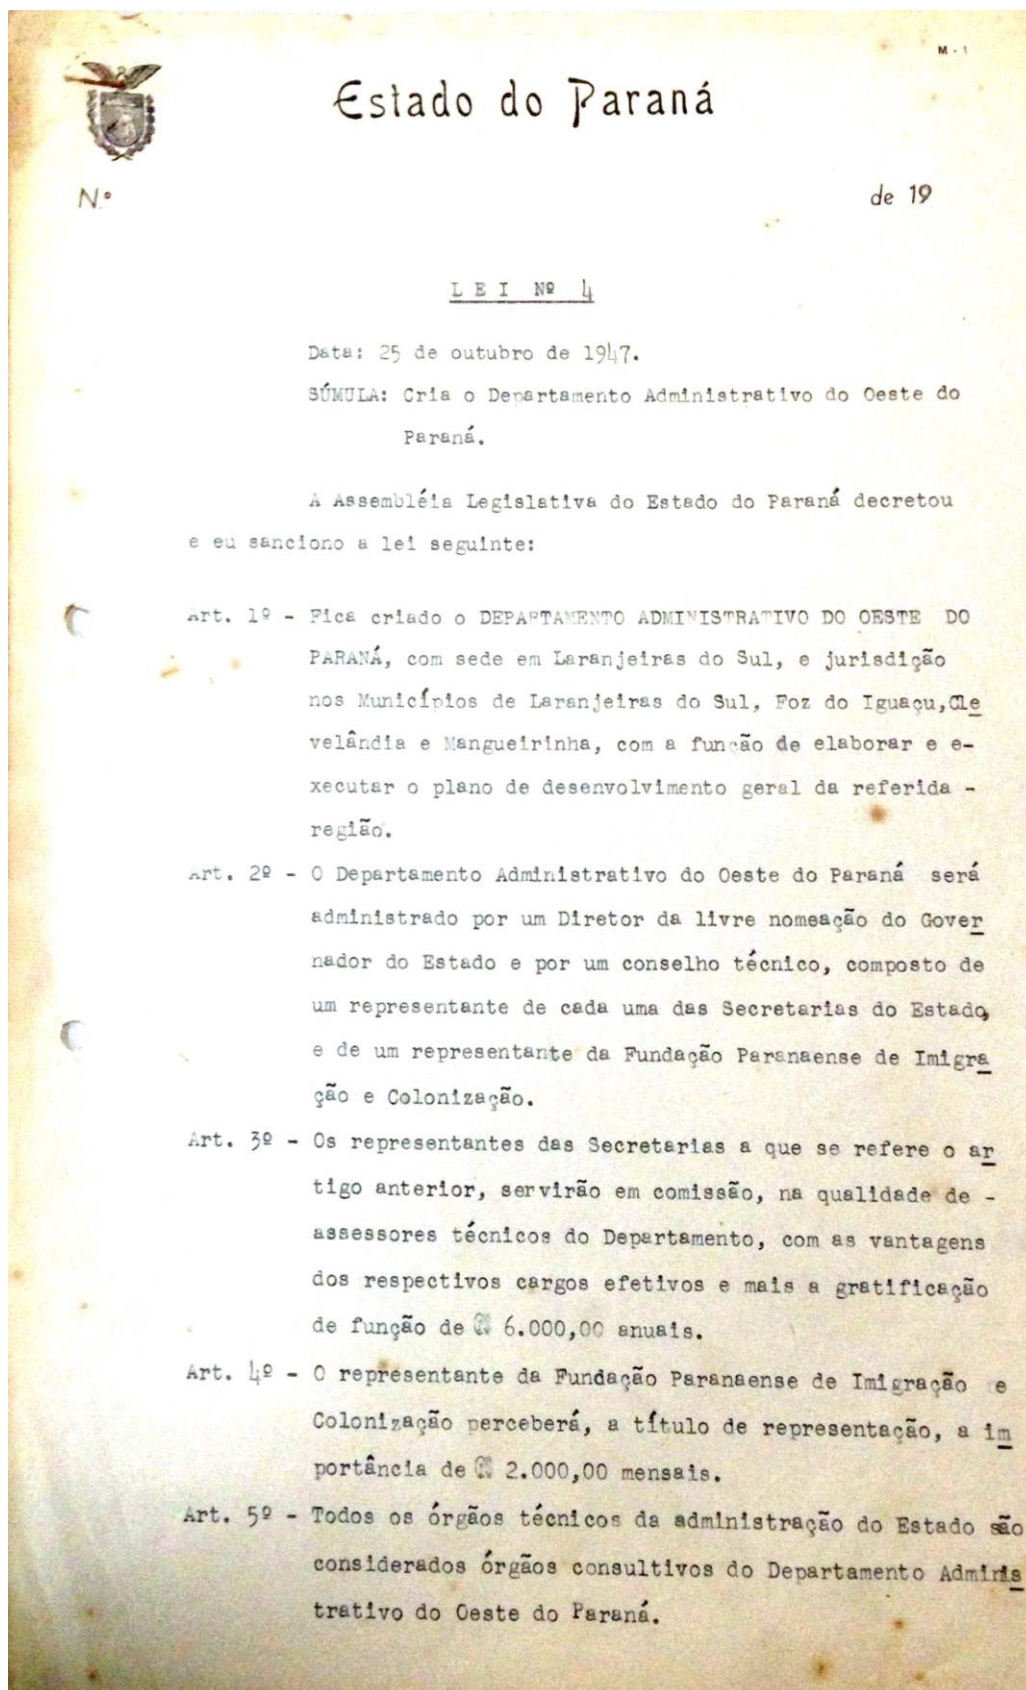 M - 1
Estado do Paraná
N.º de 19
LEI Nº 4
Data: 25 de outubro de 1947.
SÚMULA: Cria o Departamento Administrativo do Oeste do
Paraná.
A Assembléia Legislativa do Estado do Paraná decretou
e eu sanciono a lei seguinte:
Art. 1º - Fica criado o DEPARTAMENTO ADMINISTRATIVO DO OESTE DO
PARANÁ, com sede em Laranjeiras do Sul, e jurisdição
nos Municípios de Laranjeiras do Sul, Foz do Iguaçu, Cle
velândia e Mangueirinha, com a função de elaborar e e-
xecutar o plano de desenvolvimento geral da referida -
região.
Art. 2º - O Departamento Administrativo do Oeste do Paraná será
administrado por um Diretor da livre nomeação do Gover
nador do Estado e por um conselho técnico, composto de
um representante de cada uma das Secretarias do Estado,
e de um representante da Fundação Paranaense de Imigra
ção e Colonização.
Art. 3º - Os representantes das Secretarias a que se refere o ar
tigo anterior, servirão em comissão, na qualidade de -
assessores técnicos do Departamento, com as vantagens
dos respectivos cargos efetivos e mais a gratificação
de função de 6.000,00 anuais.
Art. 4º - O representante da Fundação Paranaense de Imigração e
Colonização perceberá, a título de representação, a im
portância de 2.000,00 mensais.
Art. 5º - Todos os órgãos técnicos da administração do Estado são
considerados órgãos consultivos do Departamento Adminis
trativo do Oeste do Paraná.